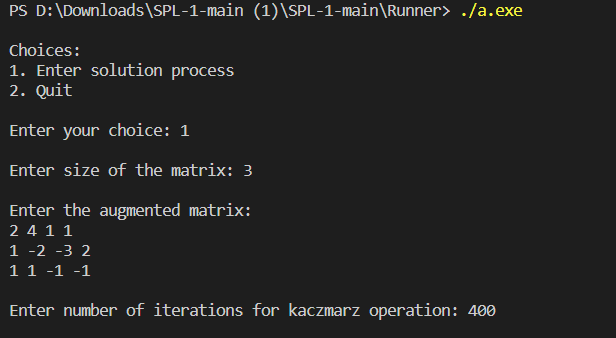 PS D:\Downloads\SPL-1-main (1)\SPL-1-main\Runner> ./a.exe
Choices:
1. Enter solution process
2. Quit
Enter your choice: 1
Enter size of the matrix: 3
Enter the augmented matrix:
2 4 1 1
1 -2 -3 2
1 1 -1 -1
Enter number of iterations for kaczmarz operation: 400